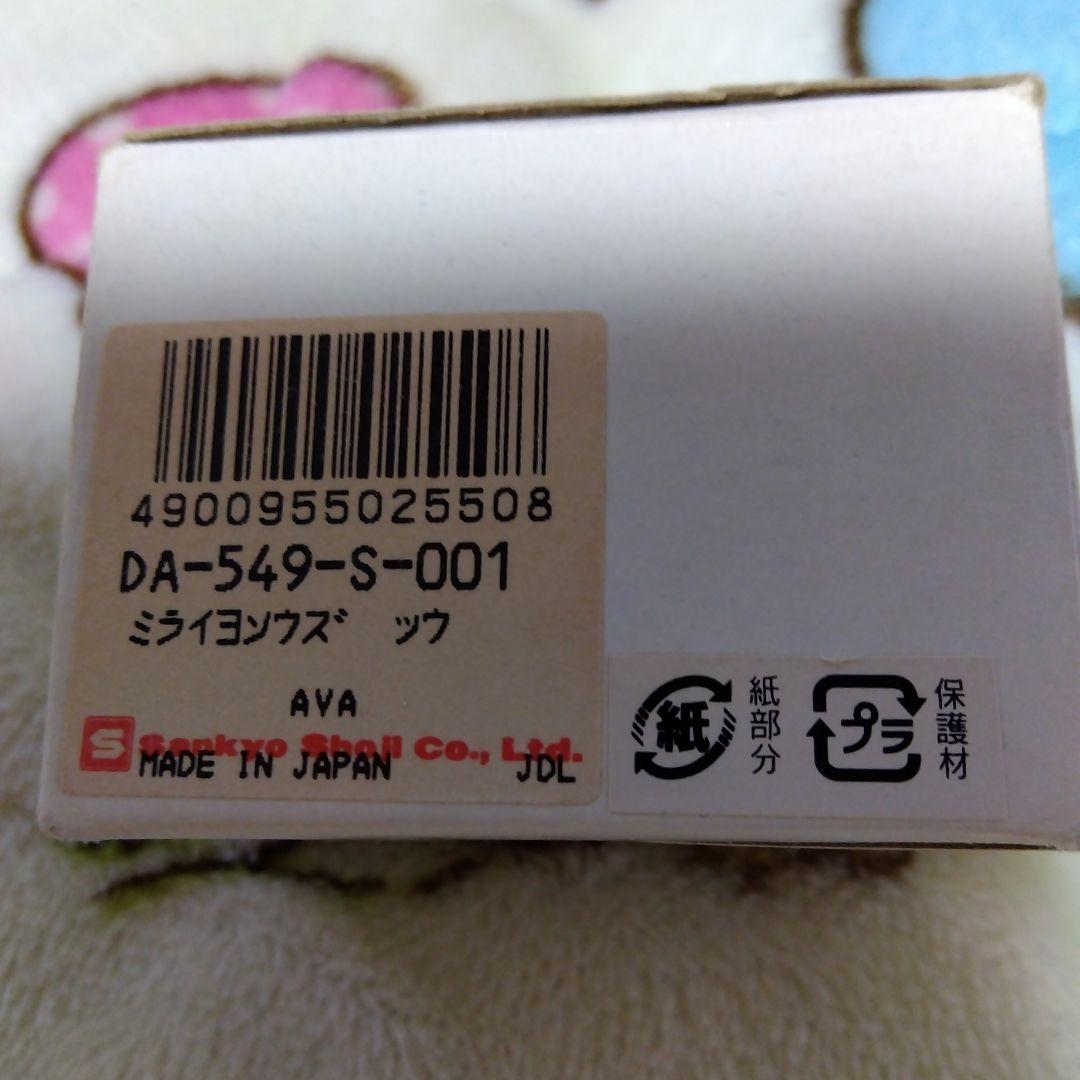 4900955025508
DA-549-S-001
ミライヨソウズ ッウ
AVA
S Sankyo Shoji Co., Ltd.
MADE IN JAPAN JDL
紙
紙部分
プラ
保護材